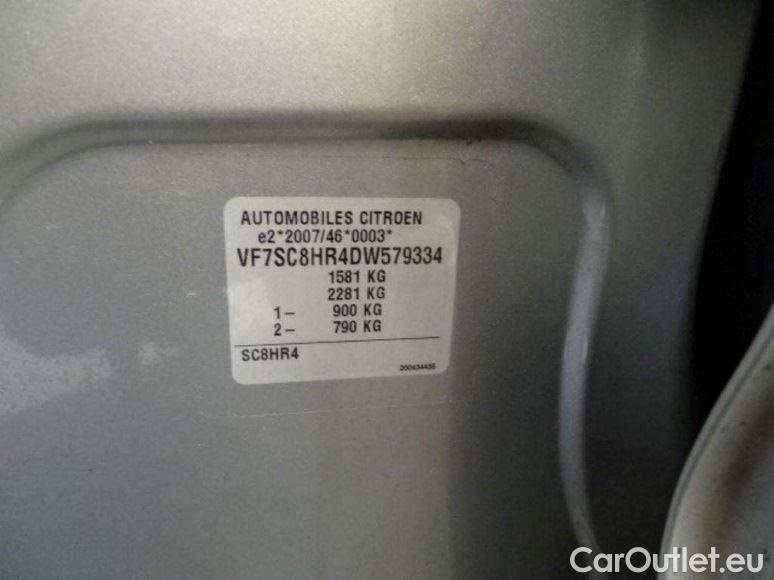 AUTOMOBILES CITROEN
e2*2007/46*0003*
VF7SC8HR4DW579334
1581 KG
2281 KG
1– 900 KG
2– 790 KG
SC8HR4
200434435
CarOutlet.eu